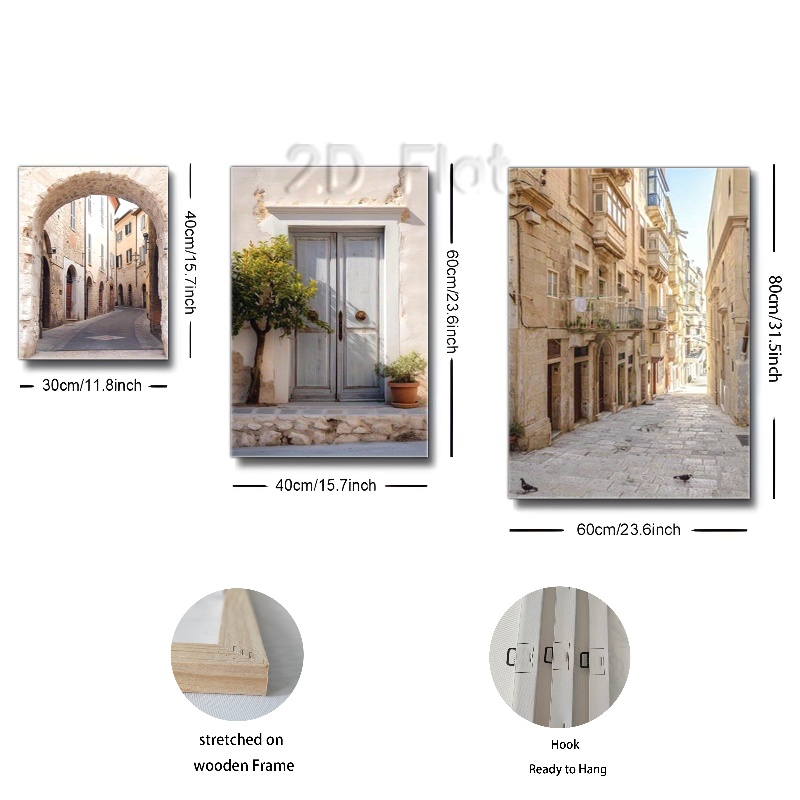 2D Flat
40cm/15.7inch
30cm/11.8inch
60cm/23.6inch
40cm/15.7inch
80cm/31.5inch
60cm/23.6inch
stretched on
wooden Frame
Hook
Ready to Hang